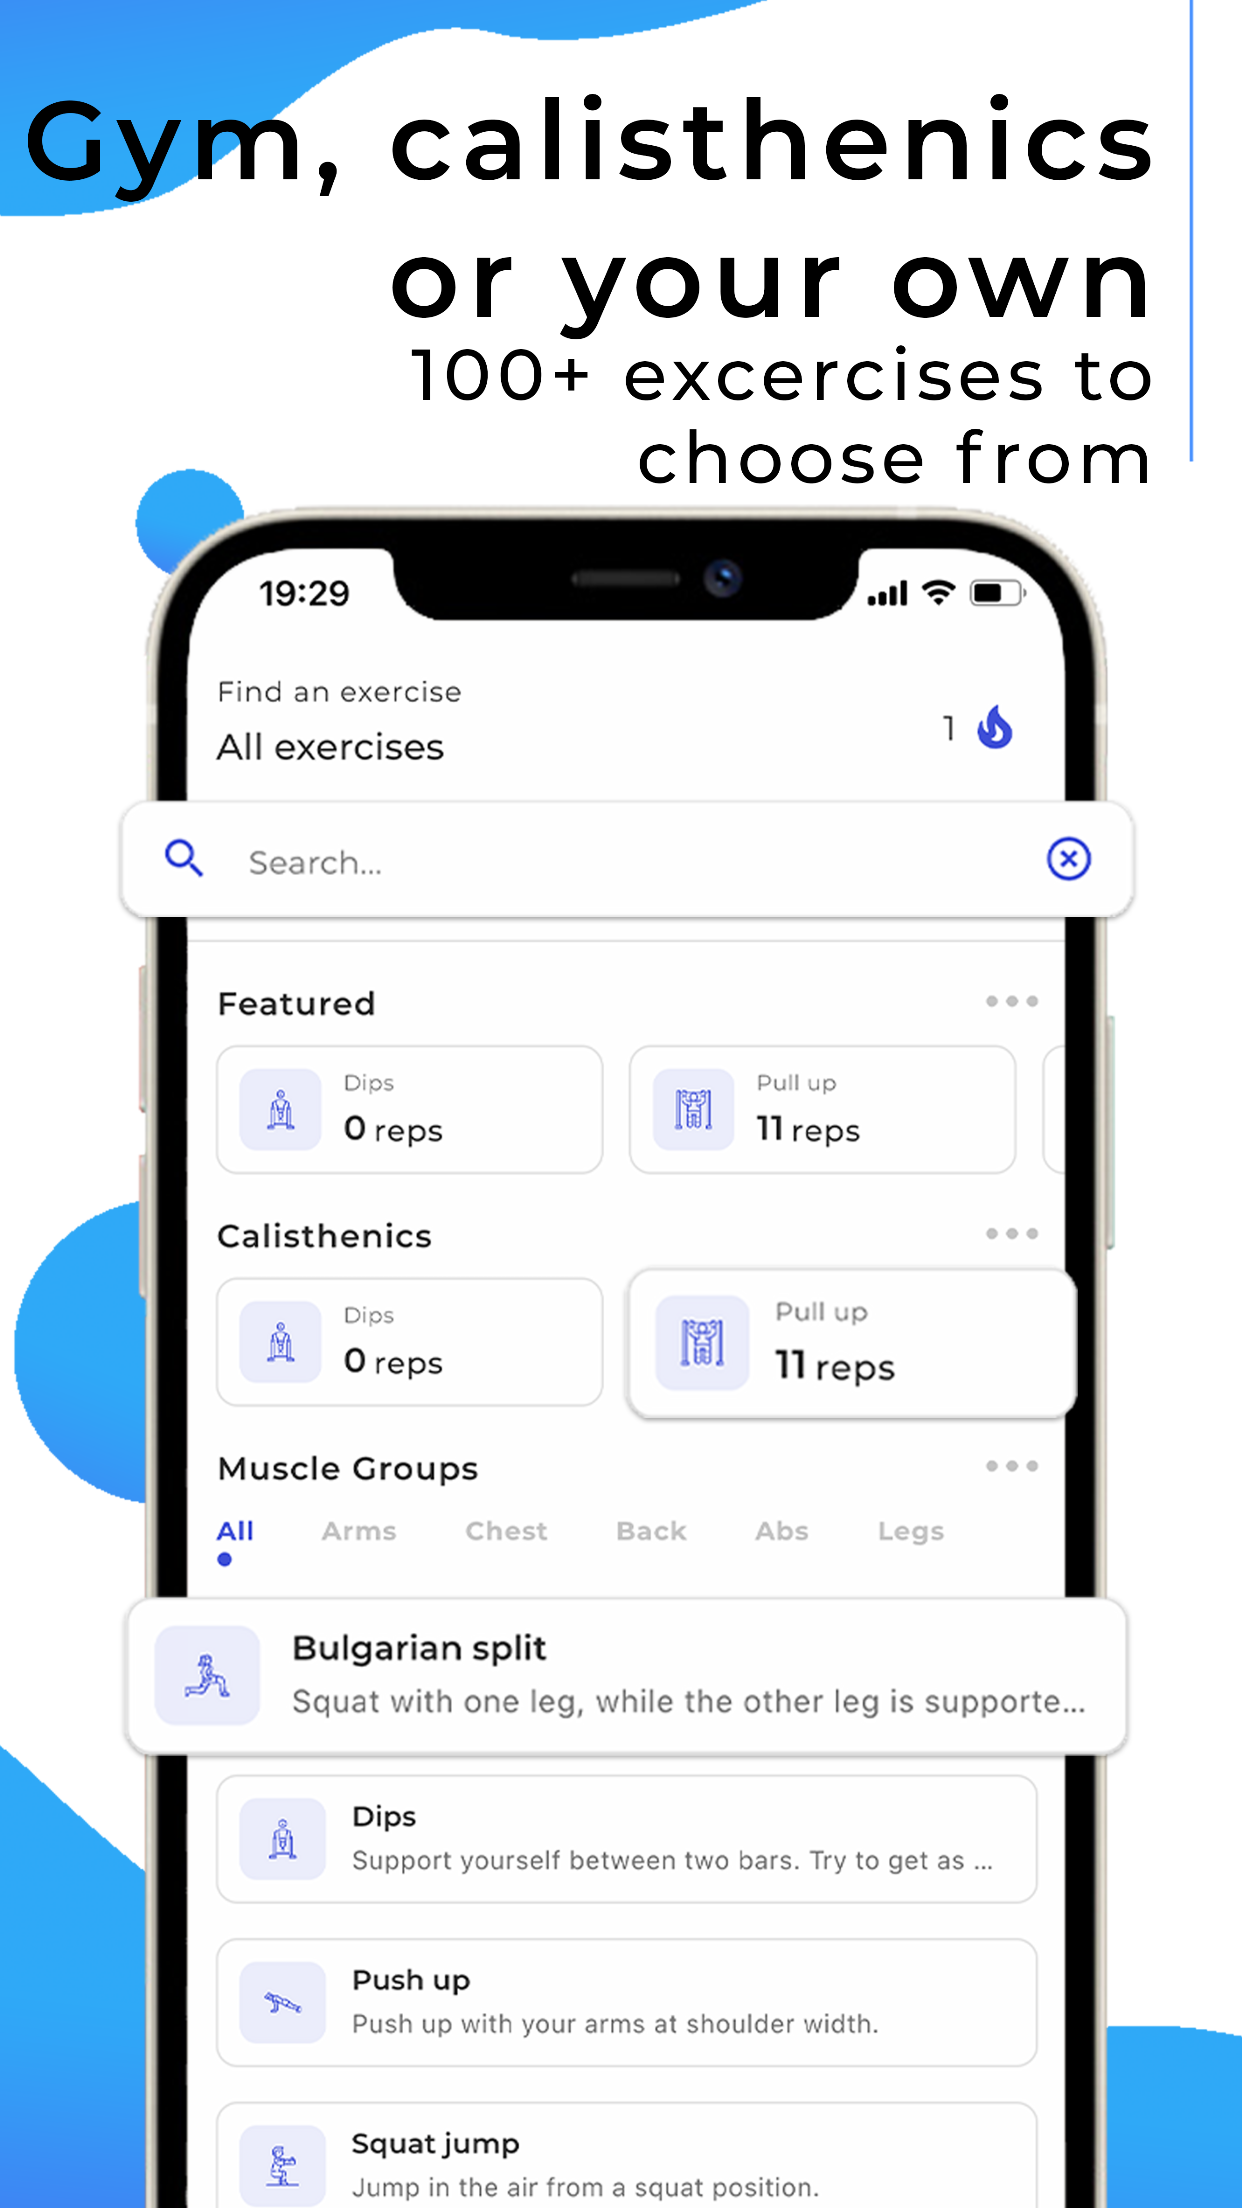 Gym, calisthenics
or your own
100+ excercises to
choose from
19:29
Find an exercise
All exercises
1
Search...
Featured
Dips
0 reps
Pull up
11 reps
Calisthenics
Dips
0 reps
Pull up
11 reps
Muscle Groups
All Arms Chest Back Abs Legs
Bulgarian split
Squat with one leg, while the other leg is supporte...
Dips
Support yourself between two bars. Try to get as ...
Push up
Push up with your arms at shoulder width.
Squat jump
Jump in the air from a squat position.